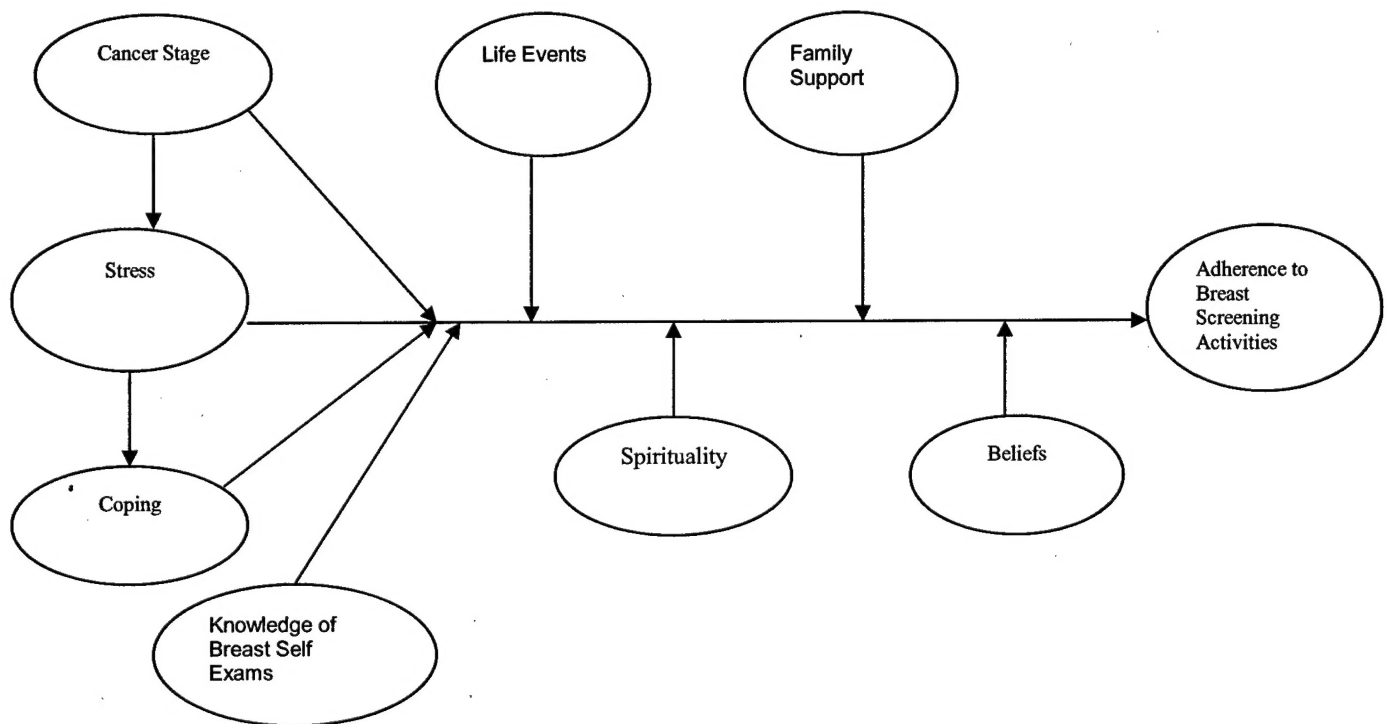 Cancer Stage
Life Events
Family
Support
Stress
Adherence to
Breast
Screening
Activities
Spirituality
Beliefs
Coping
Knowledge of
Breast Self
Exams